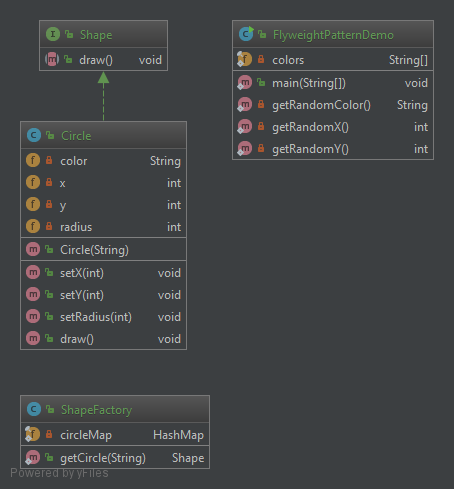 Shape
draw() void
Circle
color String
x int
y int
radius int
Circle(String)
setX(int) void
setY(int) void
setRadius(int) void
draw() void
ShapeFactory
circleMap HashMap
getCircle(String) Shape
Powered by yFiles
FlyweightPatternDemo
colors String[]
main(String[]) void
getRandomColor() String
getRandomX() int
getRandomY() int